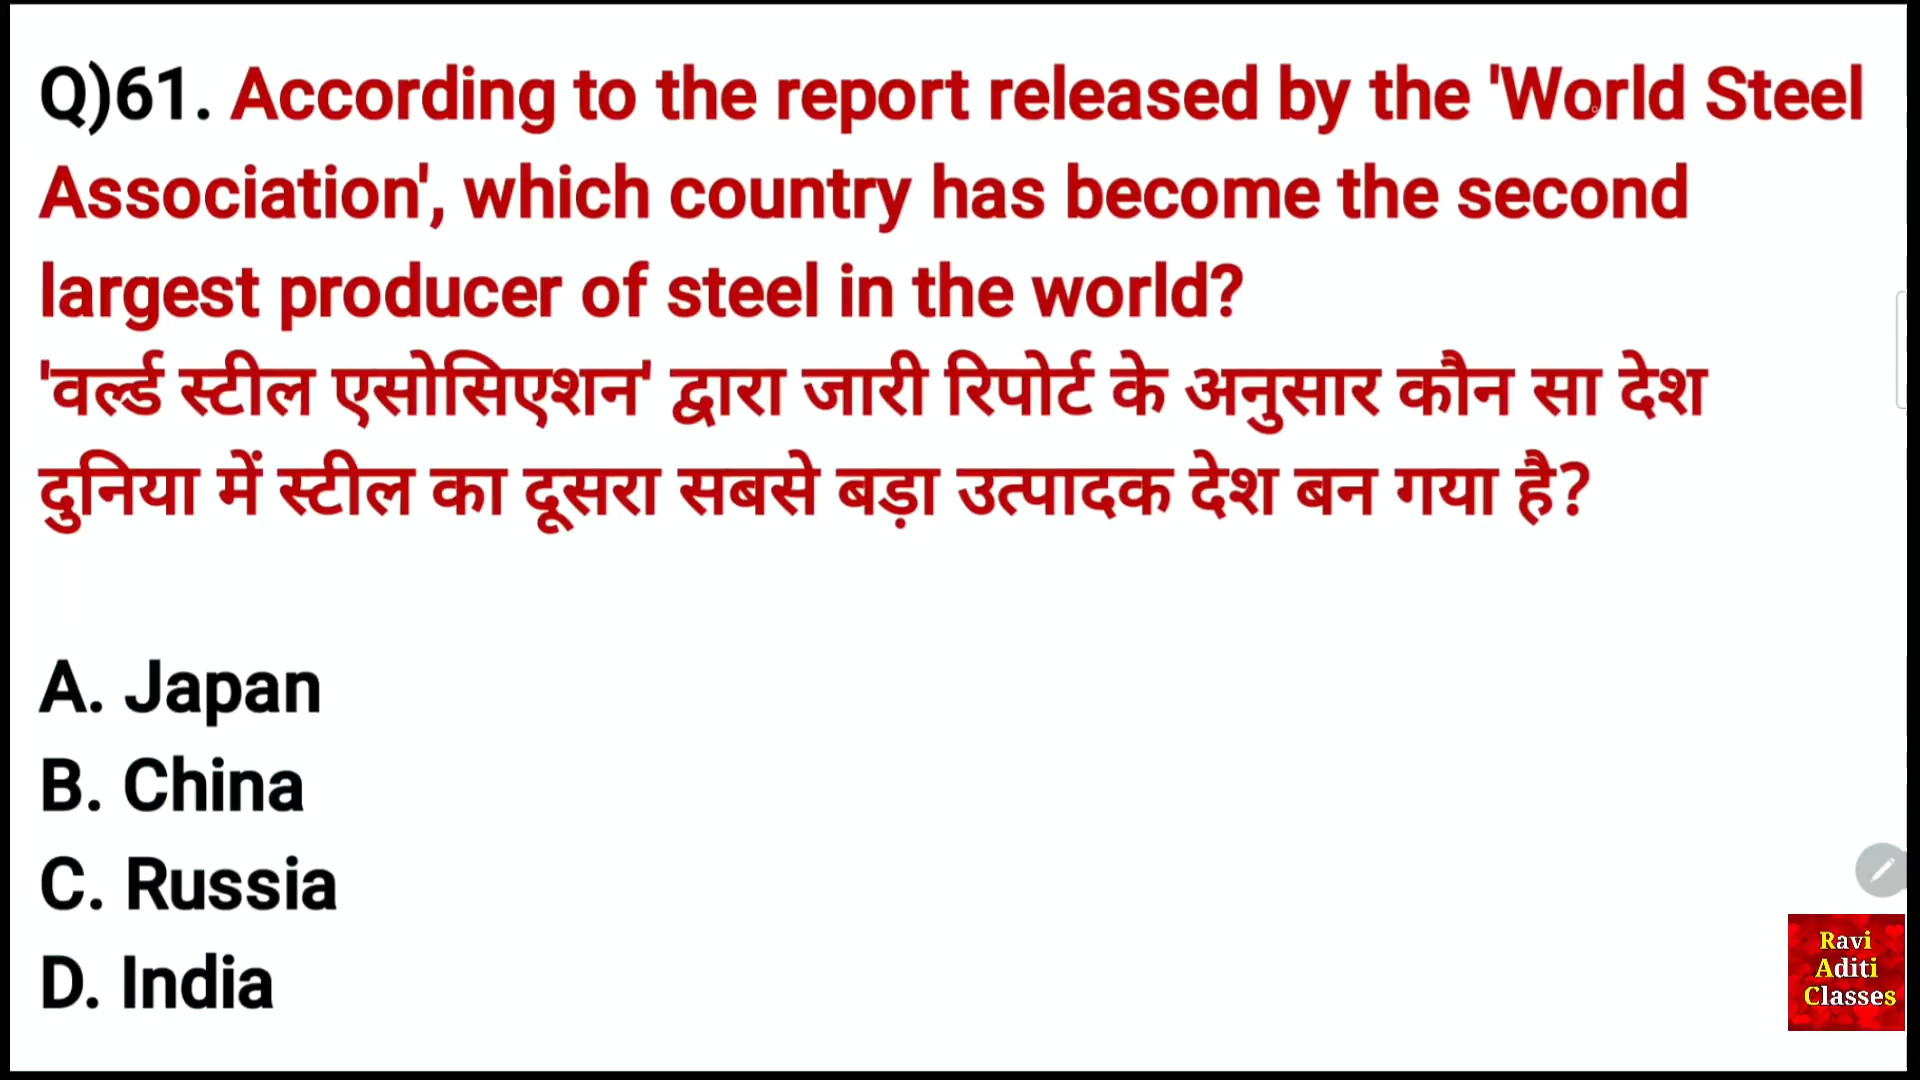 Q)61. According to the report released by the 'World Steel
Association', which country has become the second
largest producer of steel in the world?
'वर्ल्ड स्टील एसोसिएशन' द्वारा जारी रिपोर्ट के अनुसार कौन सा देश
दुनिया में स्टील का दूसरा सबसे बड़ा उत्पादक देश बन गया है?
A. Japan
B. China
C. Russia
D. India
Ravi
Aditi
Classes